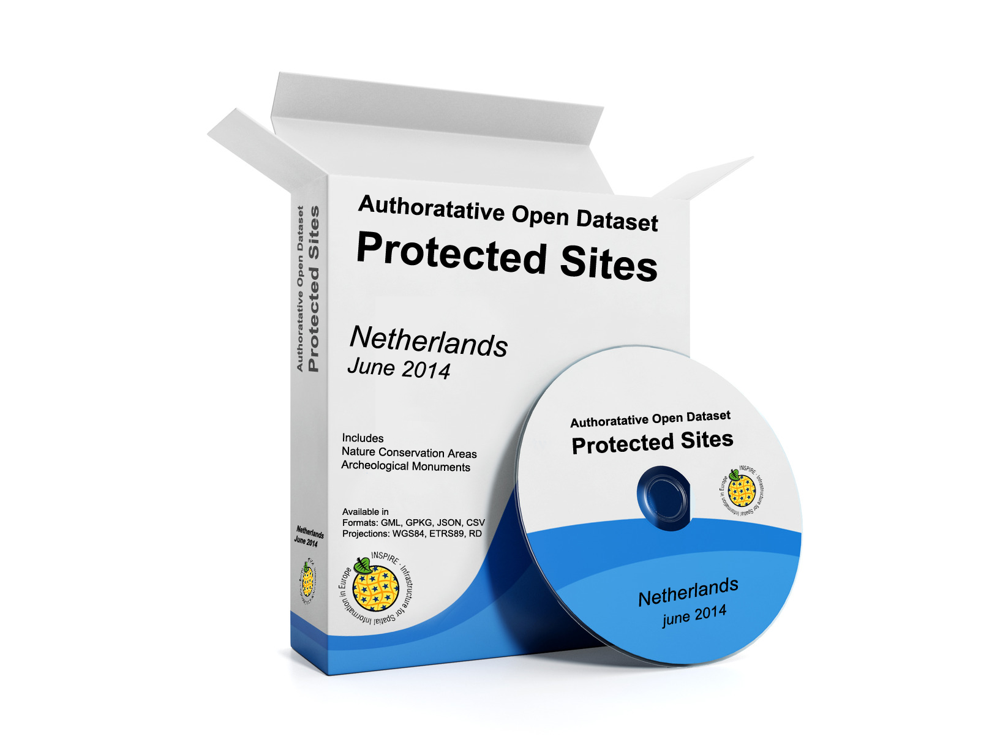 Authoratative Open Dataset
Protected Sites
Netherlands
June 2014
Includes
Nature Conservation Areas
Archeological Monuments
Available in
Formats: GML, GPKG, JSON, CSV
Projections: WGS84, ETRS89, RD
INSPIRE · Infrastructure for Spatial Information in Europe
Authoratative Open Dataset
Protected Sites
Netherlands
June 2014
Authoratative Open Dataset
Protected Sites
INSPIRE · Infrastructure for Spatial Information in Europe
Netherlands
june 2014